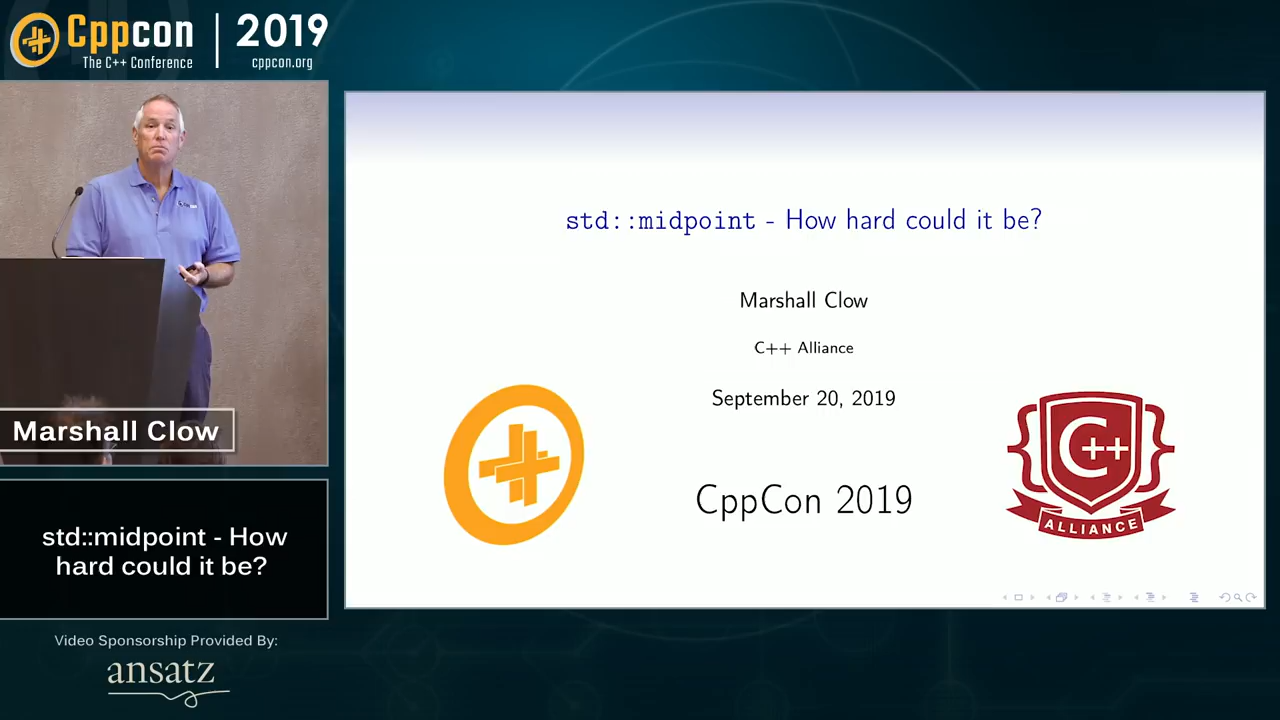 Cppcon
The C++ Conference
2019
cppcon.org
std::midpoint - How hard could it be?
Marshall Clow
C++ Alliance
September 20, 2019
CppCon 2019
C++
ALLIANCE
Marshall Clow
std::midpoint - How
hard could it be?
Video Sponsorship Provided By:
ansatz